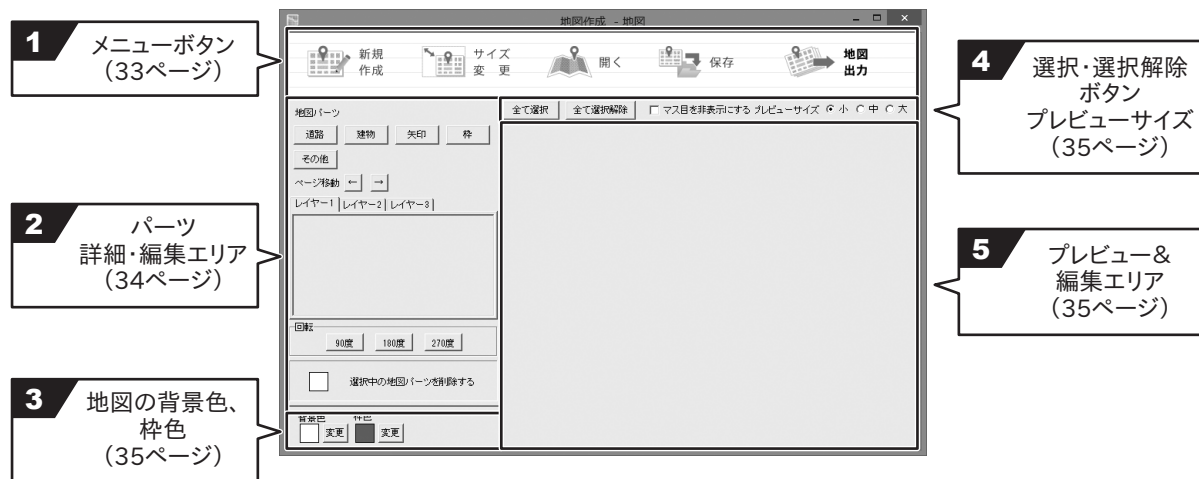 1
メニューボタン
（33ページ）
2
パーツ
詳細・編集エリア
（34ページ）
3
地図の背景色、
枠色
（35ページ）
地図作成 - 地図
新規
作成
サイズ
変 更
開く
保存
地図
出力
地図パーツ
道路 建物 矢印 枠
その他
ページ移動 ← →
レイヤー1 レイヤー2 レイヤー3
回転
90度 180度 270度
選択中の地図パーツを削除する
背景色 枠色
変更 変更
全て選択 全て選択解除 マス目を非表示にする プレビューサイズ 小 中 大
4
選択・選択解除
ボタン
プレビューサイズ
（35ページ）
5
プレビュー＆
編集エリア
（35ページ）